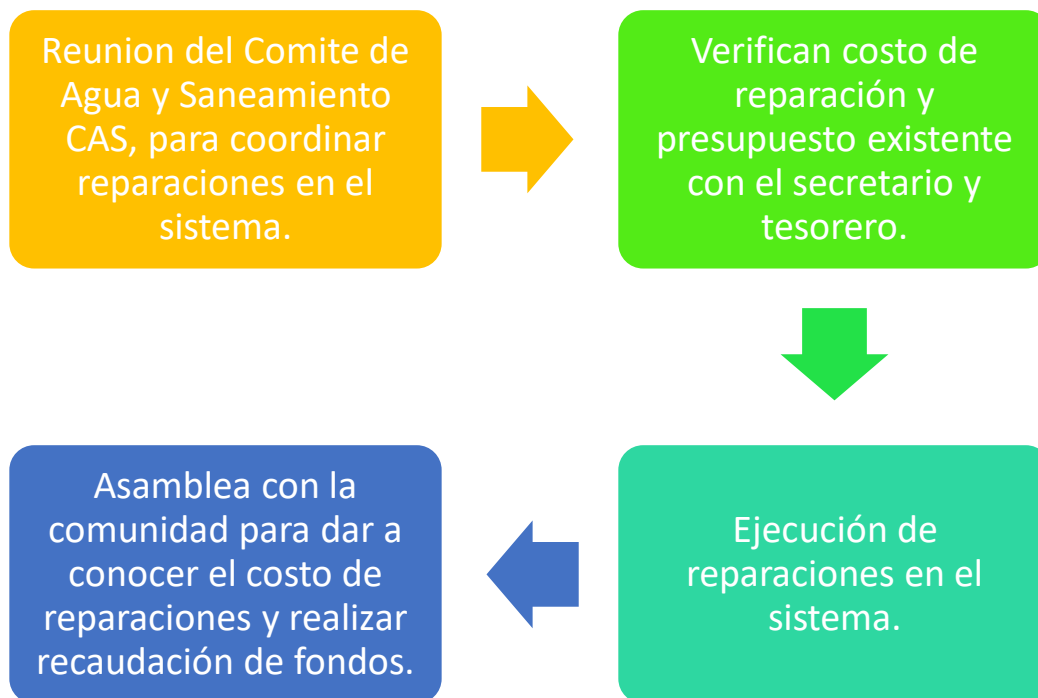 Reunion del Comite de
Agua y Saneamiento
CAS, para coordinar
reparaciones en el
sistema.
Verifican costo de
reparación y
presupuesto existente
con el secretario y
tesorero.
Ejecución de
reparaciones en el
sistema.
Asamblea con la
comunidad para dar a
conocer el costo de
reparaciones y realizar
recaudación de fondos.